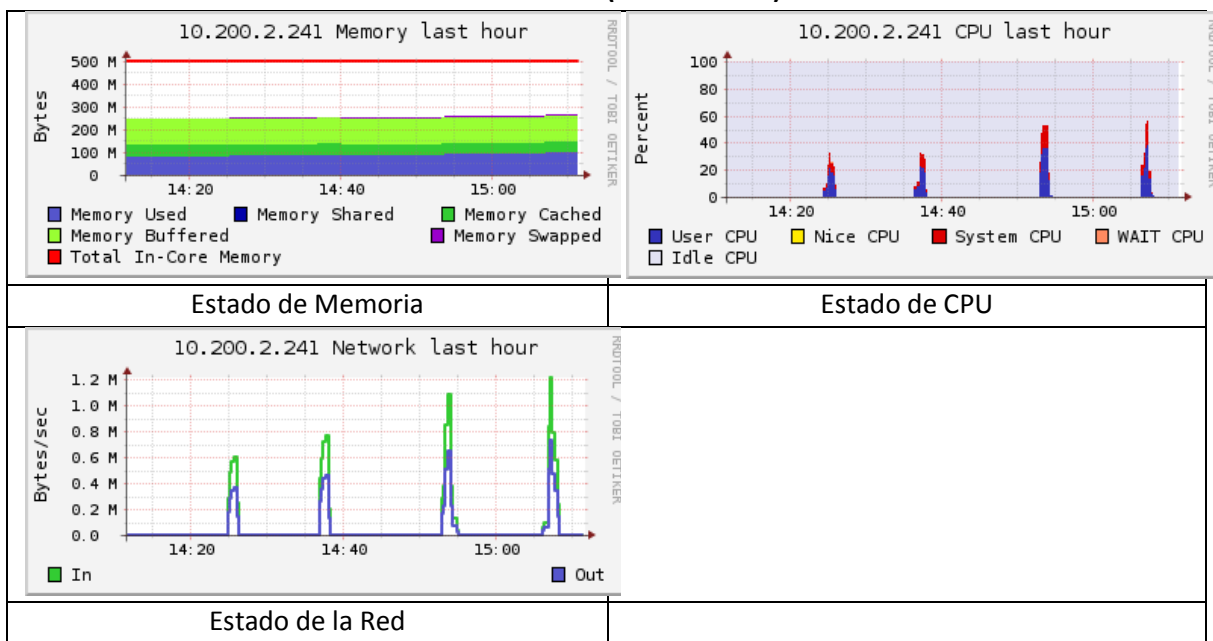 10.200.2.241 Memory last hour
RRDTOOL / TOBI OETIKER
Bytes
500 M
400 M
300 M
200 M
100 M
0
14:20 14:40 15:00
Memory Used Memory Shared Memory Cached
Memory Buffered Memory Swapped
Total In-Core Memory
10.200.2.241 CPU last hour
RRDTOOL / TOBI OETIKER
Percent
100
80
60
40
20
0
14:20 14:40 15:00
User CPU Nice CPU System CPU WAIT CPU
Idle CPU
Estado de Memoria
Estado de CPU
10.200.2.241 Network last hour
RRDTOOL / TOBI OETIKER
Bytes/sec
1.2 M
1.0 M
0.8 M
0.6 M
0.4 M
0.2 M
0.0
14:20 14:40 15:00
In Out
Estado de la Red